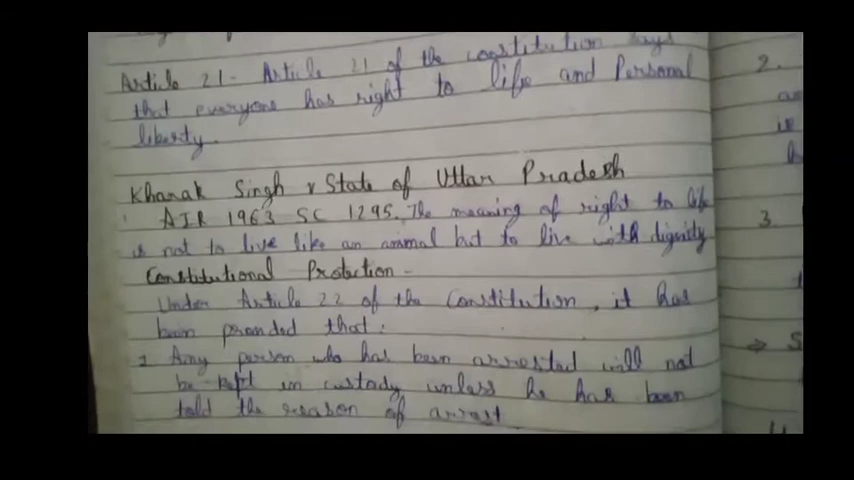 Article 21- Article 21 of the constitution says
that everyone has right to life and Personal
liberty.
Kharak Singh v State of Uttar Pradesh
AIR 1963 SC 1295. The meaning of right to life
is not to live like an animal but to live with dignity
Constitutional Protection -
Under Article 22 of the Constitution, it has
been provided that:
1 Any person who has been arrested will not
be kept in custody unless he has been
told the reason of arrest
2.
3